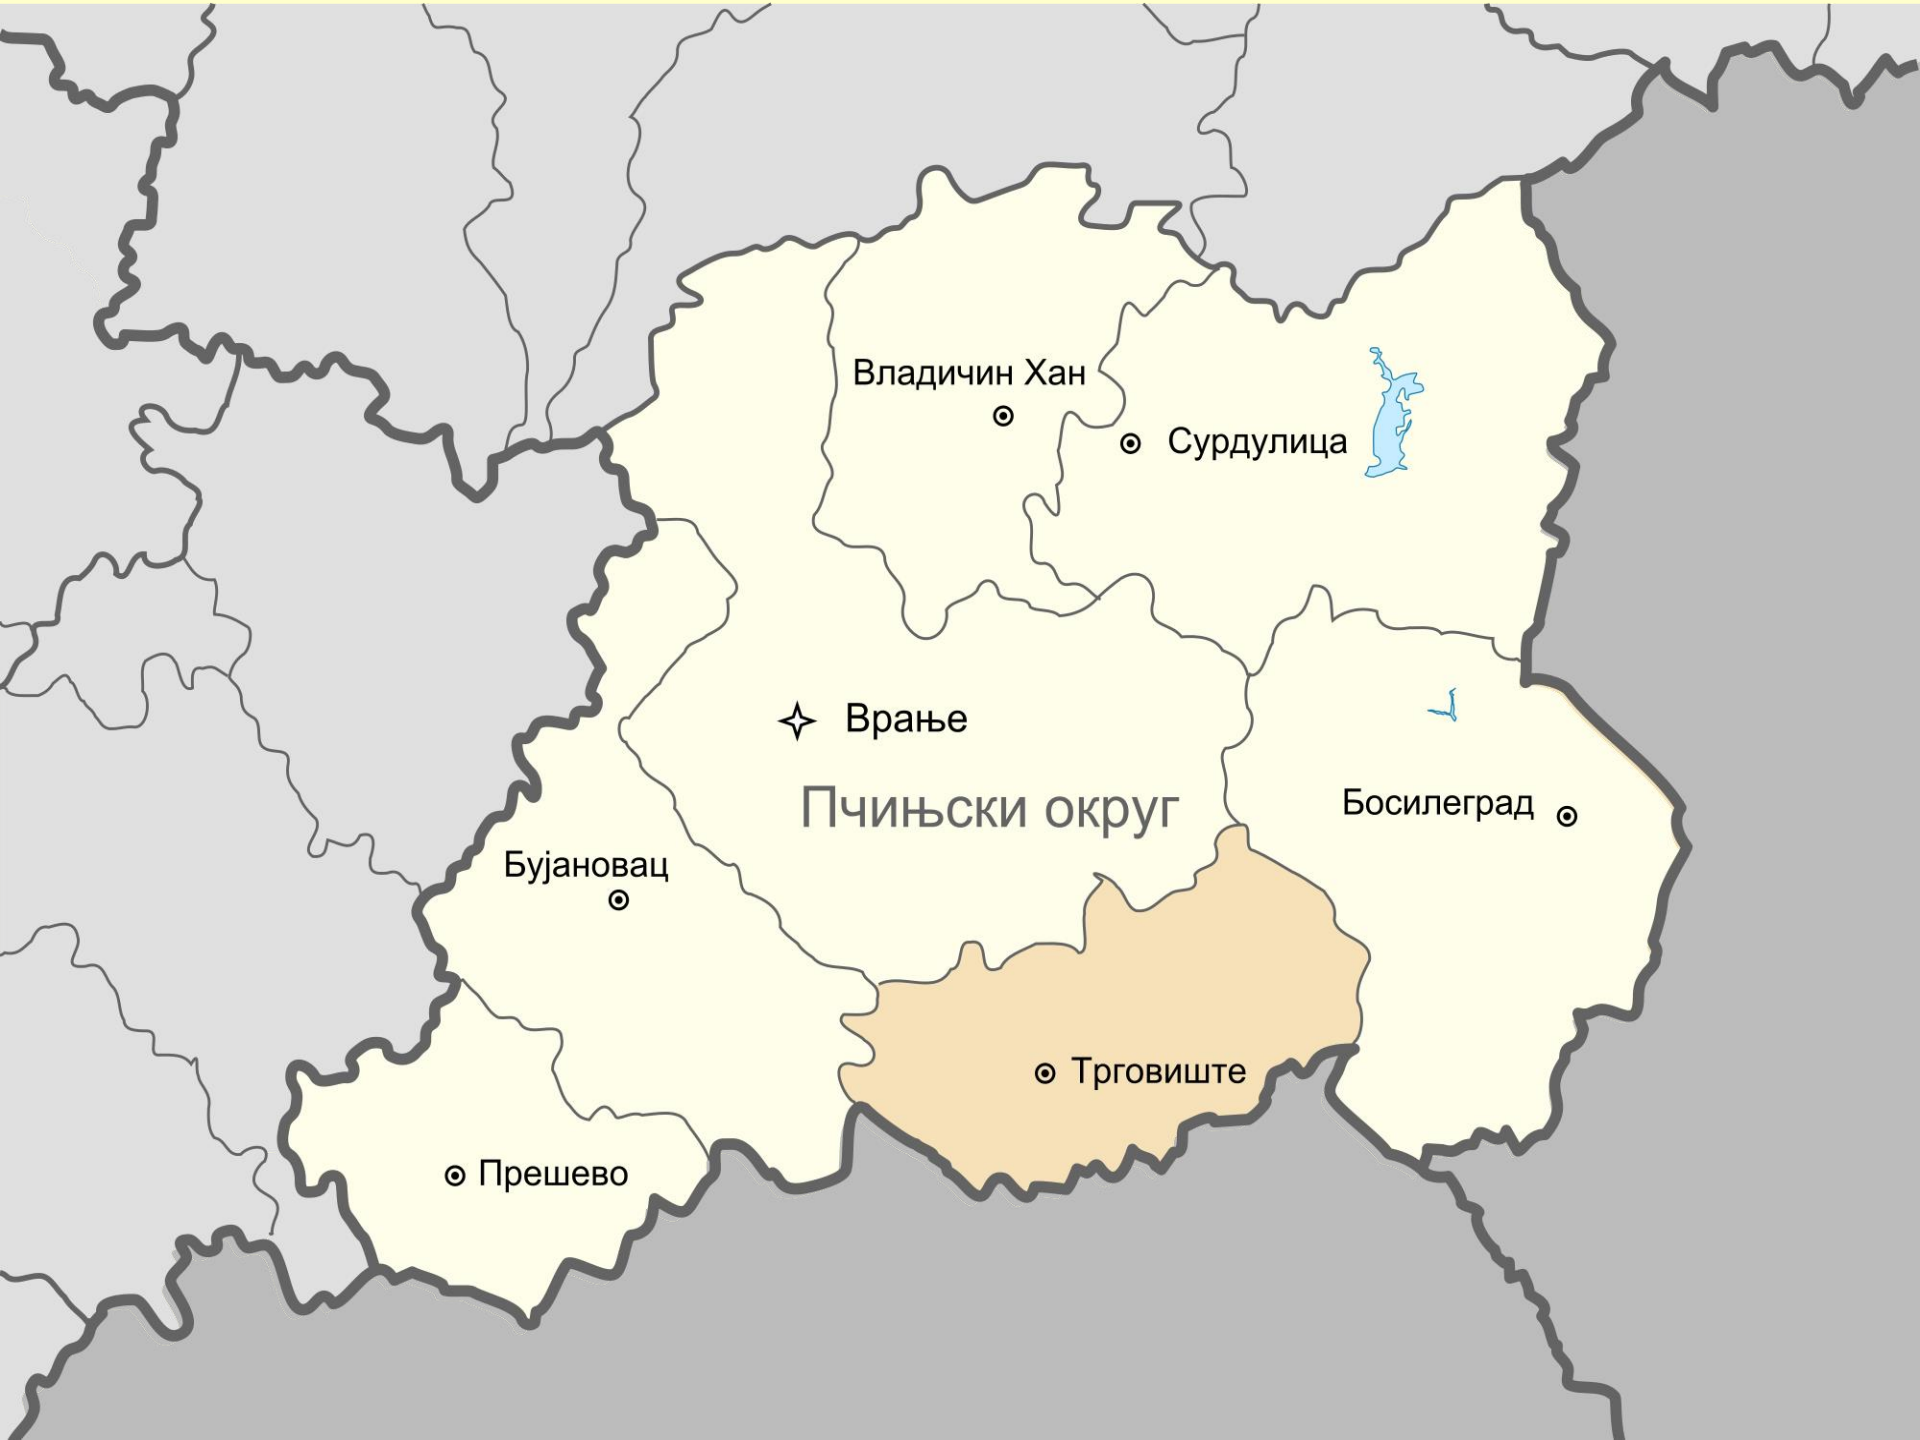 Владичин Хан
Сурдулица
Врање
Пчињски округ
Босилеград
Бујановац
Трговиште
Прешево